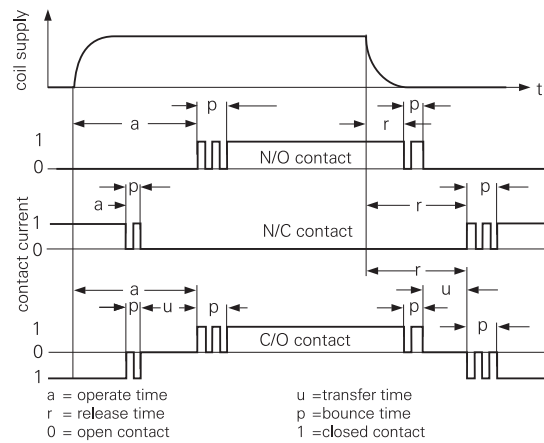 coil supply
t
p
p
a
r
1
0
N/O contact
p
p
a
r
1
0
N/C contact
contact current
r
a
u
p
u
p
p
p
1
0
C/O contact
1
a = operate time
u =transfer time
r = release time
p =bounce time
0 = open contact
1 =closed contact